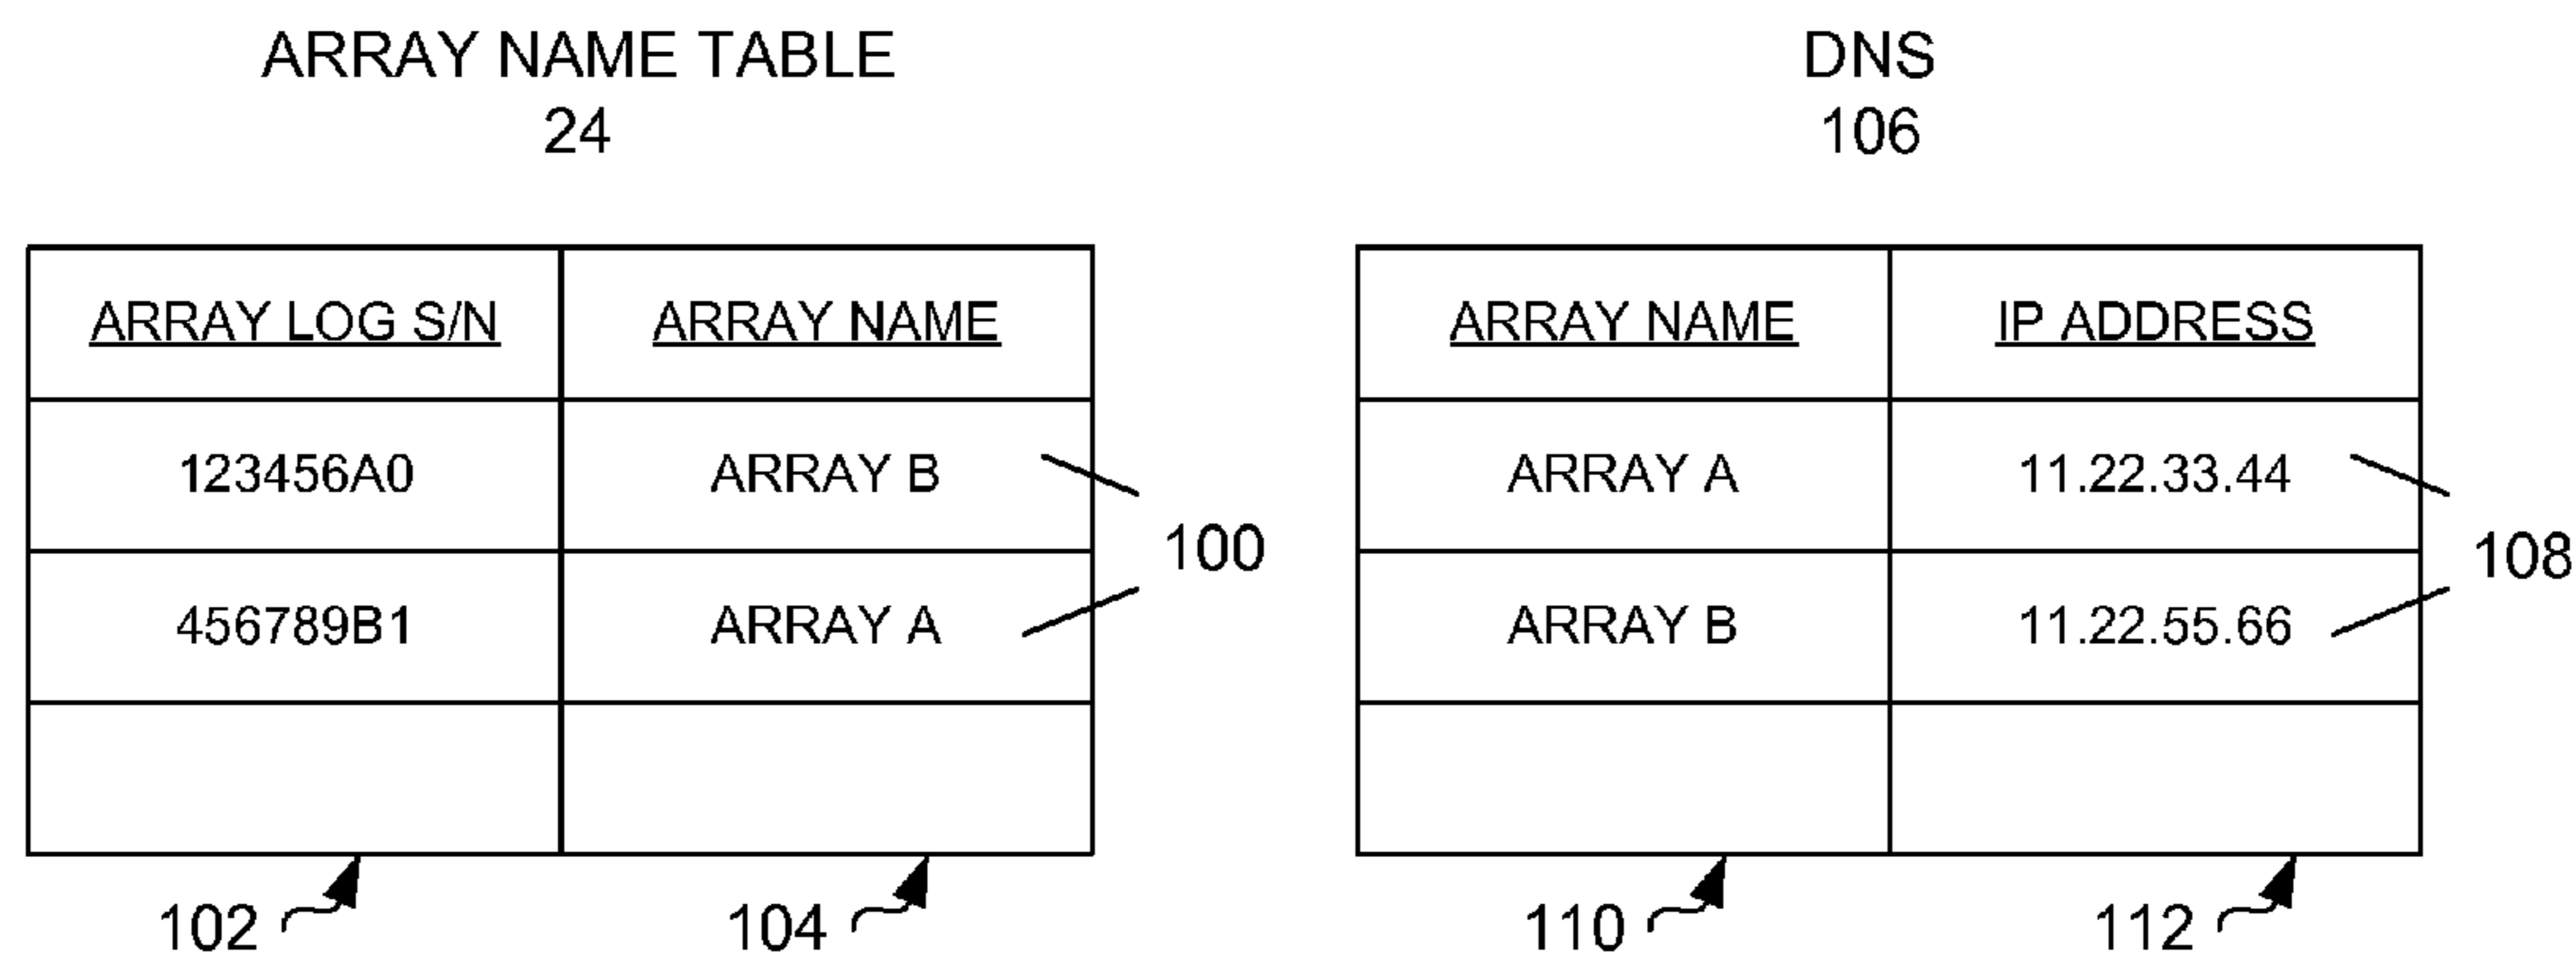 ARRAY NAME TABLE
24
ARRAY LOG S/N ARRAY NAME
123456A0 ARRAY B
456789B1 ARRAY A
100
102 104
DNS
106
ARRAY NAME IP ADDRESS
ARRAY A 11.22.33.44
ARRAY B 11.22.55.66
108
110 112